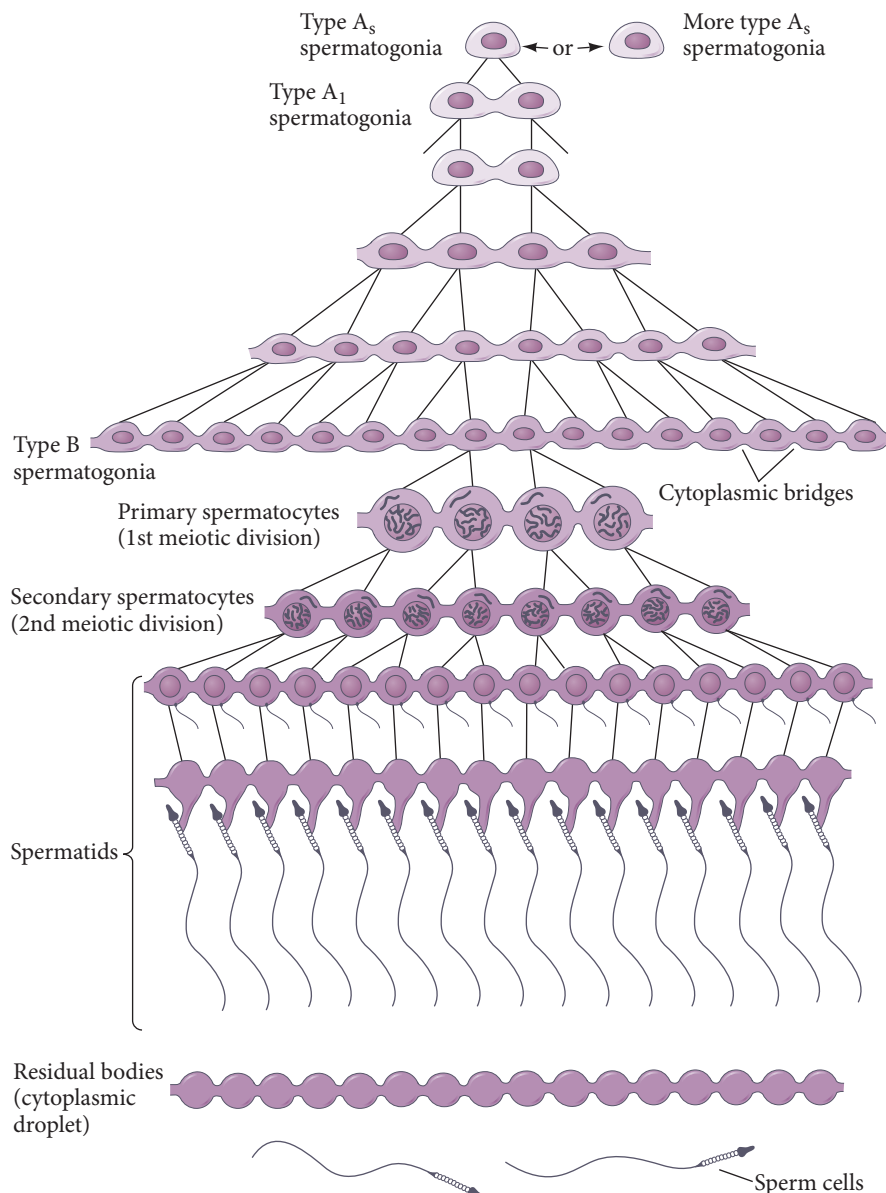 Type As
spermatogonia
or
More type As
spermatogonia
Type A1
spermatogonia
Type B
spermatogonia
Cytoplasmic bridges
Primary spermatocytes
(1st meiotic division)
Secondary spermatocytes
(2nd meiotic division)
Spermatids
Residual bodies
(cytoplasmic
droplet)
Sperm cells